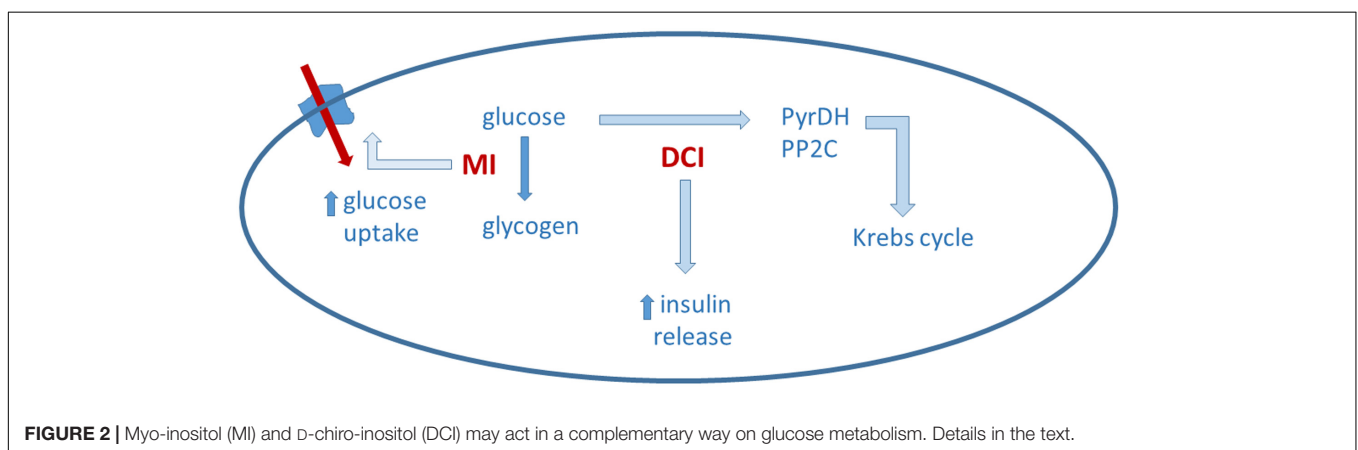 glucose
PyrDH
PP2C
MI
DCI
glucose
uptake
glycogen
Krebs cycle
insulin
release
FIGURE 2 | Myo-inositol (MI) and D-chiro-inositol (DCI) may act in a complementary way on glucose metabolism. Details in the text.